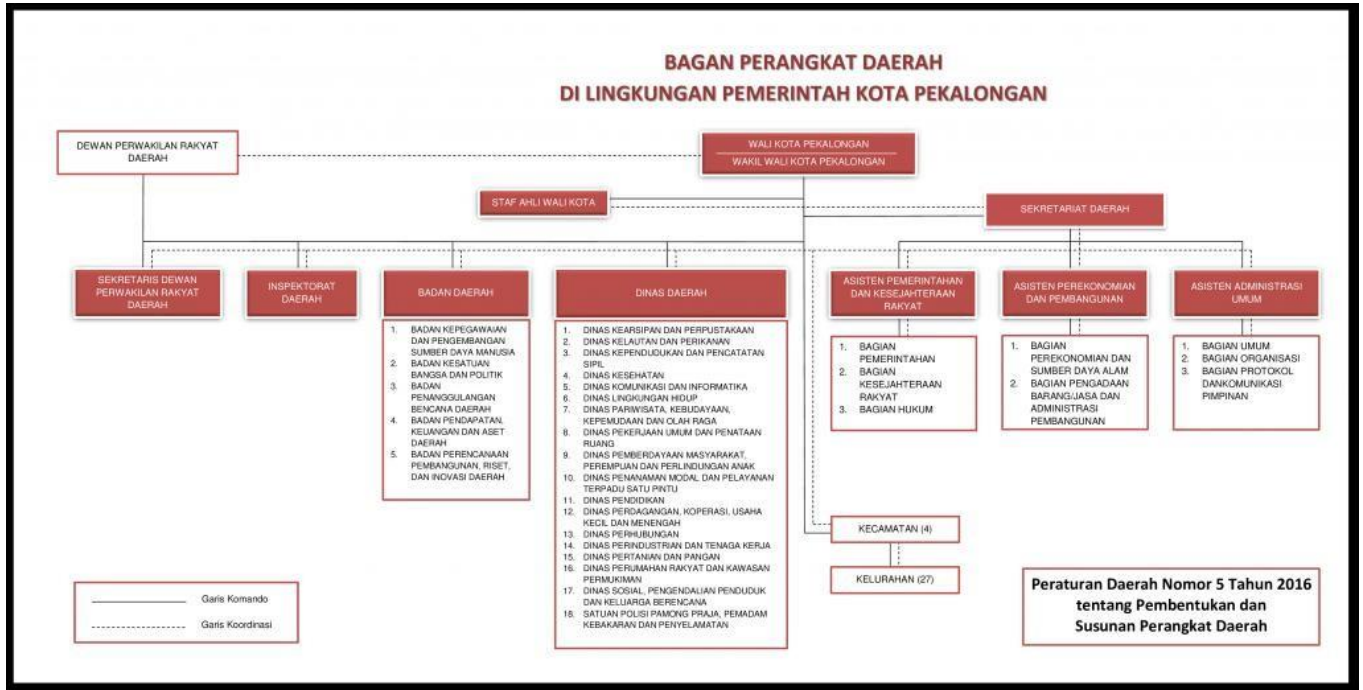 BAGAN PERANGKAT DAERAH
DI LINGKUNGAN PEMERINTAH KOTA PEKALONGAN
DEWAN PERWAKILAN RAKYAT
DAERAH
WALI KOTA PEKALONGAN
WAKIL WALI KOTA PEKALONGAN
STAF AHLI WALI KOTA
SEKRETARIAT DAERAH
SEKRETARIS DEWAN
PERWAKILAN RAKYAT
DAERAH
INSPEKTORAT
DAERAH
BADAN DAERAH
DINAS DAERAH
ASISTEN PEMERINTAHAN
DAN KESEJAHTERAAN
RAKYAT
ASISTEN PEREKONOMIAN
DAN PEMBANGUNAN
ASISTEN ADMINISTRASI
UMUM
1. BADAN KEPEGAWAIAN
DAN PENGEMBANGAN
SUMBER DAYA MANUSIA
2. BADAN KESATUAN
BANGSA DAN POLITIK
3. BADAN
PENANGGULANGAN
BENCANA DAERAH
4. BADAN PENDAPATAN,
KEUANGAN DAN ASET
DAERAH
5. BADAN PERENCANAAN
PEMBANGUNAN, RISET,
DAN INOVASI DAERAH
1. DINAS KEARSIPAN DAN PERPUSTAKAAN
2. DINAS KELAUTAN DAN PERIKANAN
3. DINAS KEPENDUDUKAN DAN PENCATATAN
SIPIL
4. DINAS KESEHATAN
5. DINAS KOMUNIKASI DAN INFORMATIKA
6. DINAS LINGKUNGAN HIDUP
7. DINAS PARIWISATA, KEBUDAYAAN,
KEPEMUDAAN DAN OLAH RAGA
8. DINAS PEKERJAAN UMUM DAN PENATAAN
RUANG
9. DINAS PEMBERDAYAAN MASYARAKAT,
PEREMPUAN DAN PERLINDUNGAN ANAK
10. DINAS PENANAMAN MODAL DAN PELAYANAN
TERPADU SATU PINTU
11. DINAS PENDIDIKAN
12. DINAS PERDAGANGAN, KOPERASI, USAHA
KECIL DAN MENENGAH
13. DINAS PERHUBUNGAN
14. DINAS PERINDUSTRIAN DAN TENAGA KERJA
15. DINAS PERTANIAN DAN PANGAN
16. DINAS PERUMAHAN RAKYAT DAN KAWASAN
PERMUKIMAN
17. DINAS SOSIAL, PENGENDALIAN PENDUDUK
DAN KELUARGA BERENCANA
18. SATUAN POLISI PAMONG PRAJA, PEMADAM
KEBAKARAN DAN PENYELAMATAN
1. BAGIAN
PEMERINTAHAN
2. BAGIAN
KESEJAHTERAAN
RAKYAT
3. BAGIAN HUKUM
1. BAGIAN
PEREKONOMIAN DAN
SUMBER DAYA ALAM
2. BAGIAN PENGADAAN
BARANG/JASA DAN
ADMINISTRASI
PEMBANGUNAN
1. BAGIAN UMUM
2. BAGIAN ORGANISASI
3. BAGIAN PROTOKOL
DANKOMUNIKASI
PIMPINAN
KECAMATAN (4)
KELURAHAN (27)
Garis Komando
Garis Koordinasi
Peraturan Daerah Nomor 5 Tahun 2016
tentang Pembentukan dan
Susunan Perangkat Daerah